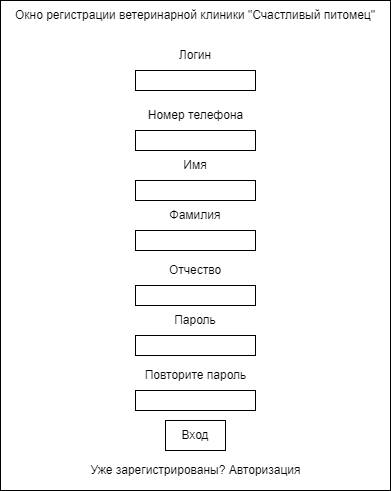 Окно регистрации ветеринарной клиники "Счастливый питомец"
Логин
Номер телефона
Имя
Фамилия
Отчество
Пароль
Повторите пароль
Вход
Уже зарегистрированы? Авторизация